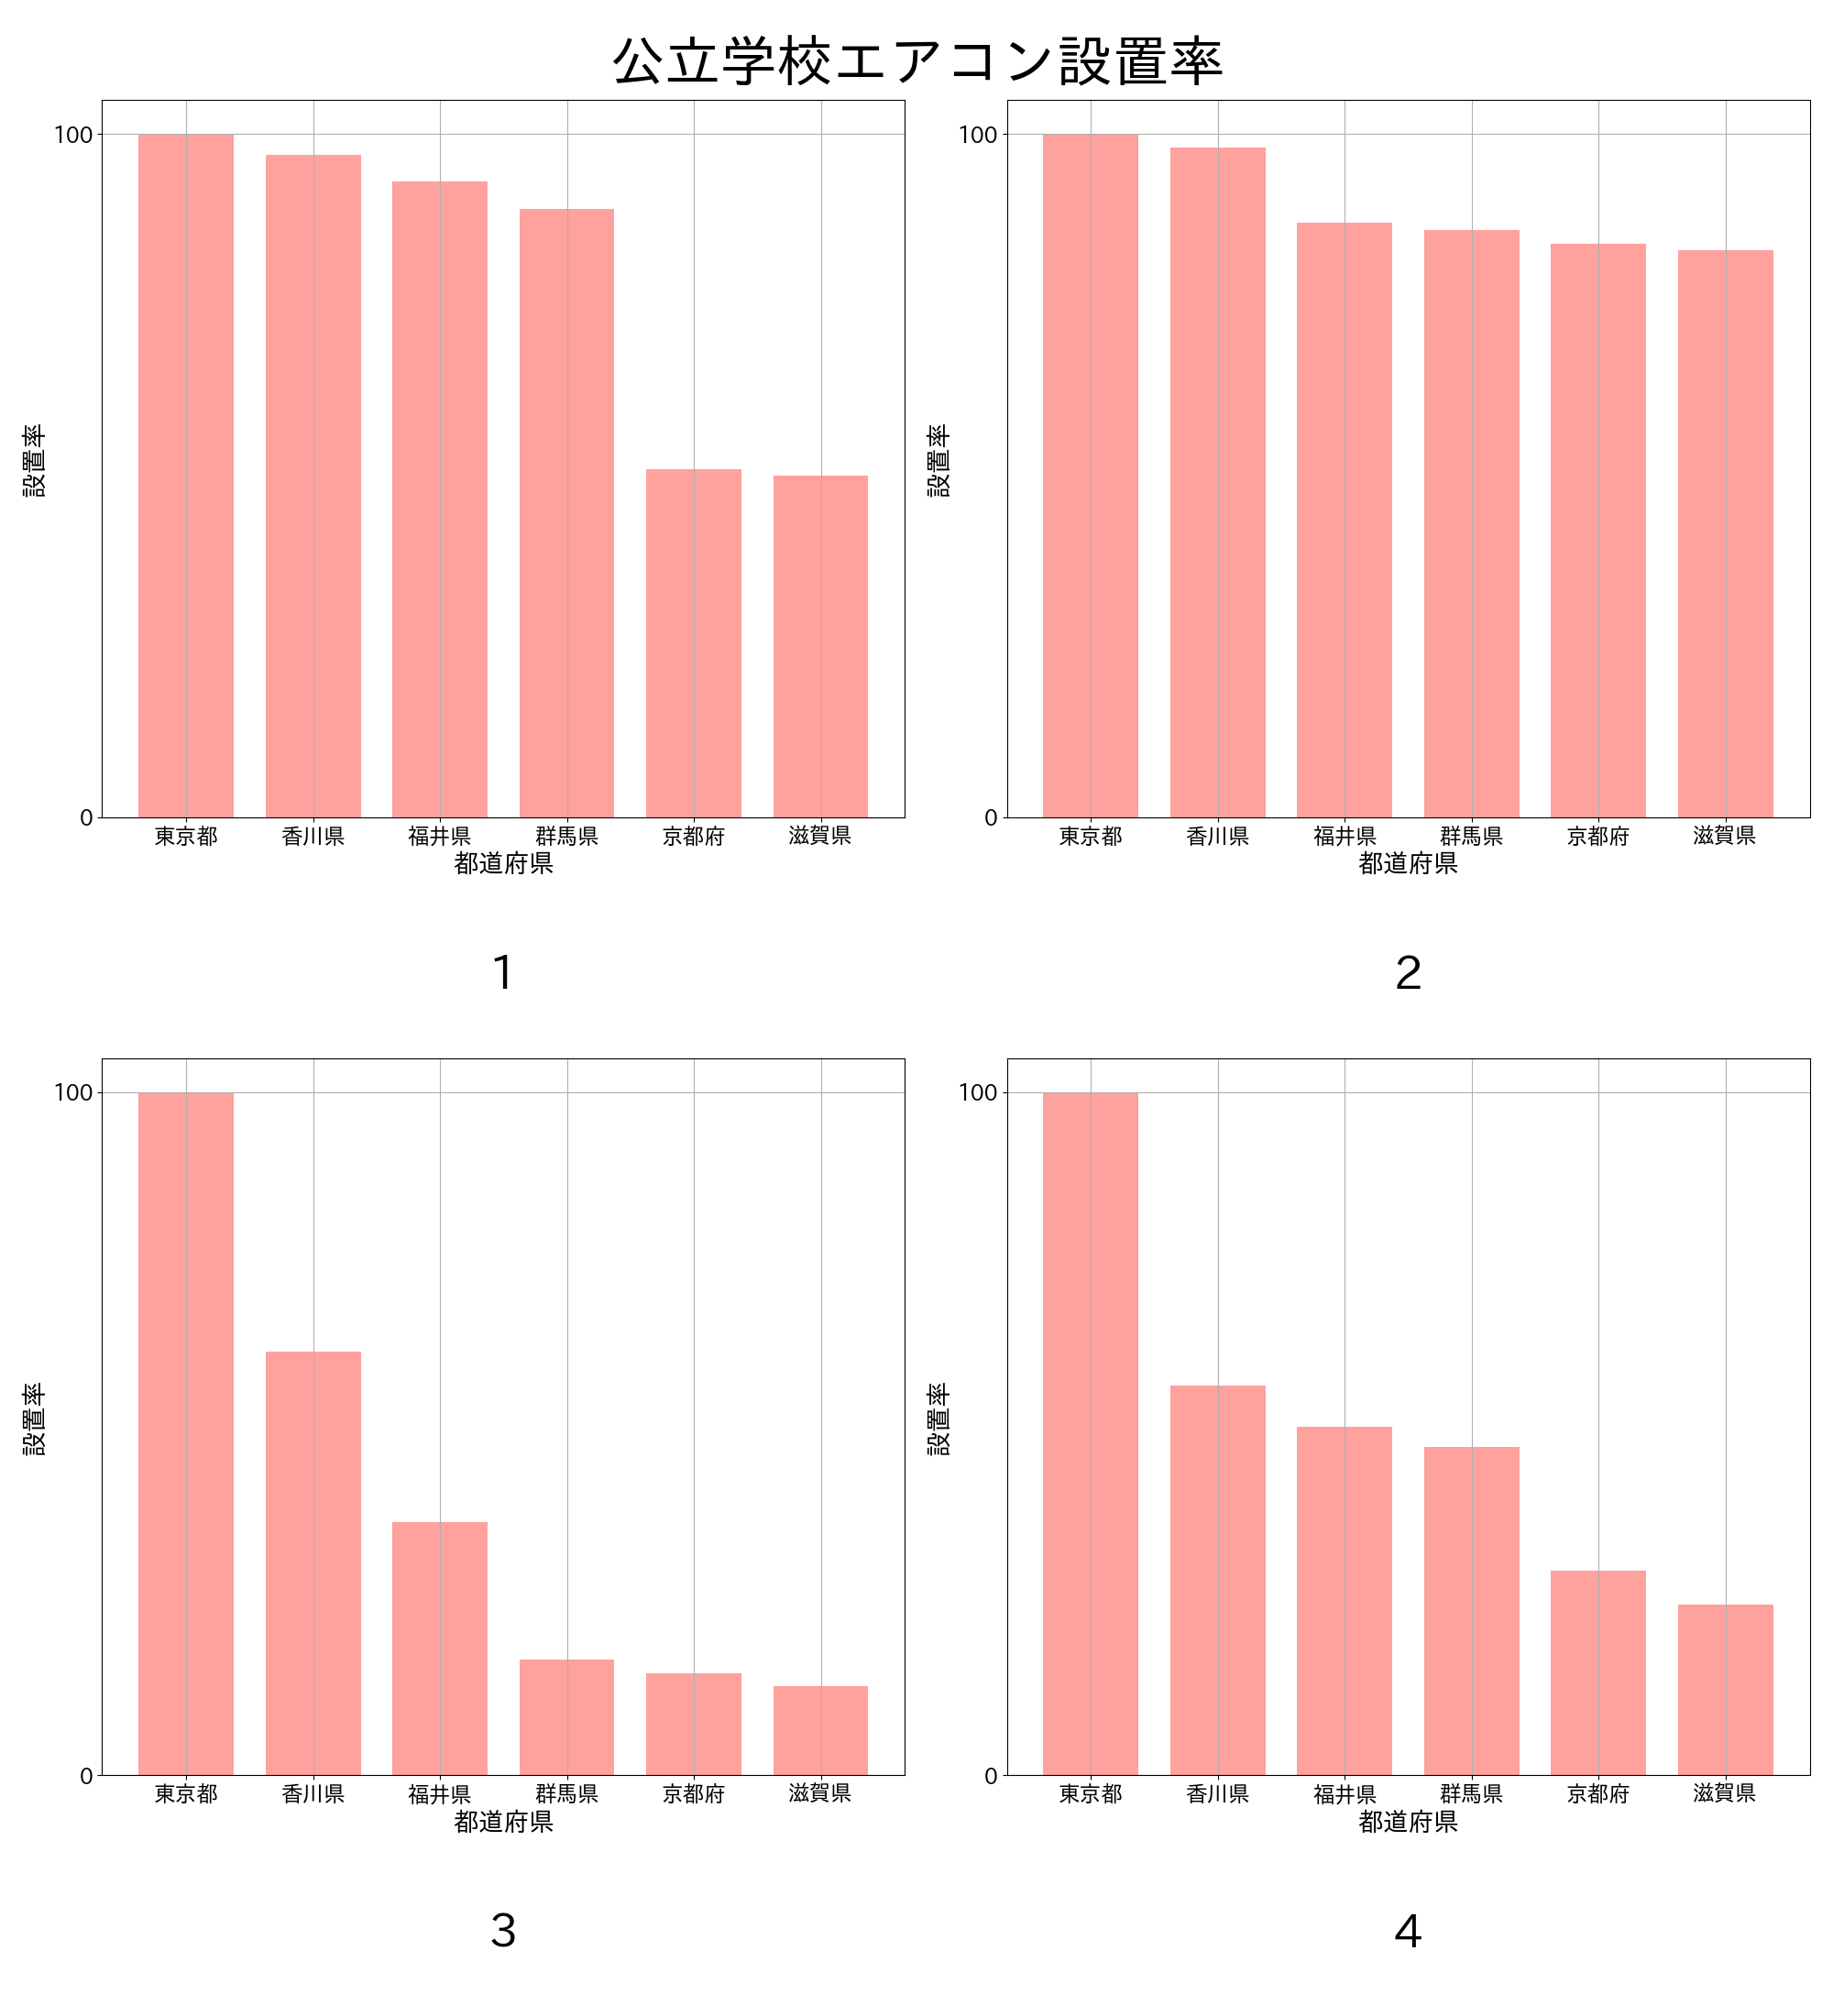 公立学校エアコン設置率
100
0
設置率
東京都 香川県 福井県 群馬県 京都府 滋賀県
都道府県
1
100
0
設置率
東京都 香川県 福井県 群馬県 京都府 滋賀県
都道府県
2
100
0
設置率
東京都 香川県 福井県 群馬県 京都府 滋賀県
都道府県
3
100
0
設置率
東京都 香川県 福井県 群馬県 京都府 滋賀県
都道府県
4